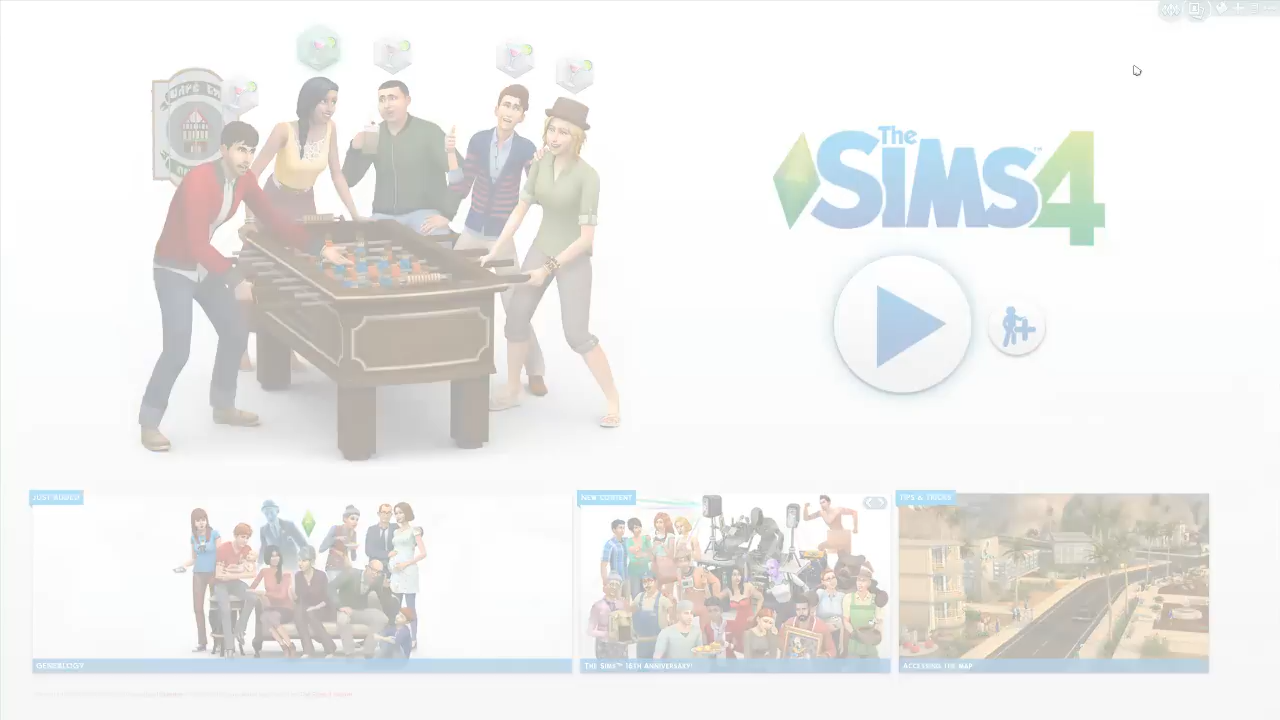 The
SIMS 4
JUST ADDED
NEW CONTENT
TIPS & TRICKS
GENEALOGY
THE SIMS™ 15TH ANNIVERSARY!
ACCESSING THE MAP